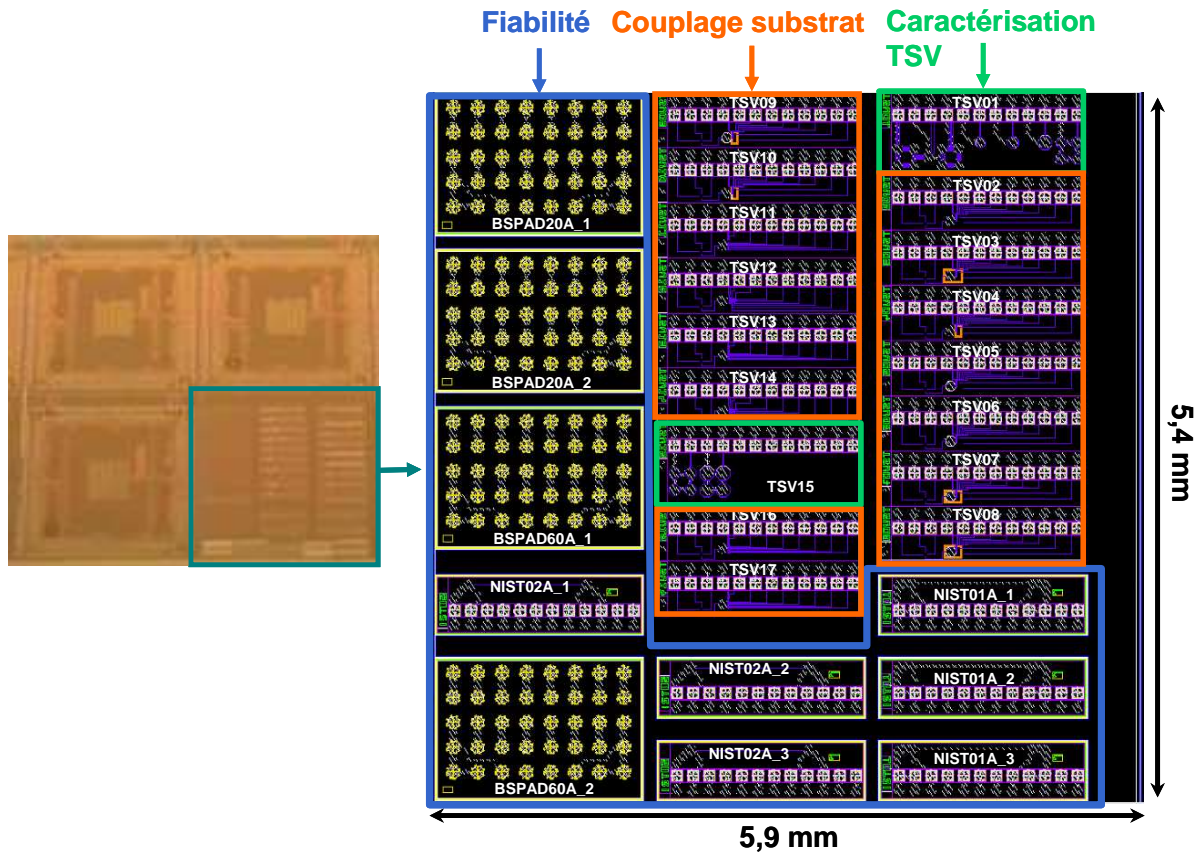 Fiabilité
Couplage substrat
Caractérisation
TSV
BSPAD20A_1
BSPAD20A_2
BSPAD60A_1
NIST02A_1
BSPAD60A_2
TSV09
TSV10
TSV11
TSV12
TSV13
TSV14
TSV15
TSV16
TSV17
NIST02A_2
NIST02A_3
TSV01
TSV02
TSV03
TSV04
TSV05
TSV06
TSV07
TSV08
NIST01A_1
NIST01A_2
NIST01A_3
5,4 mm
5,9 mm